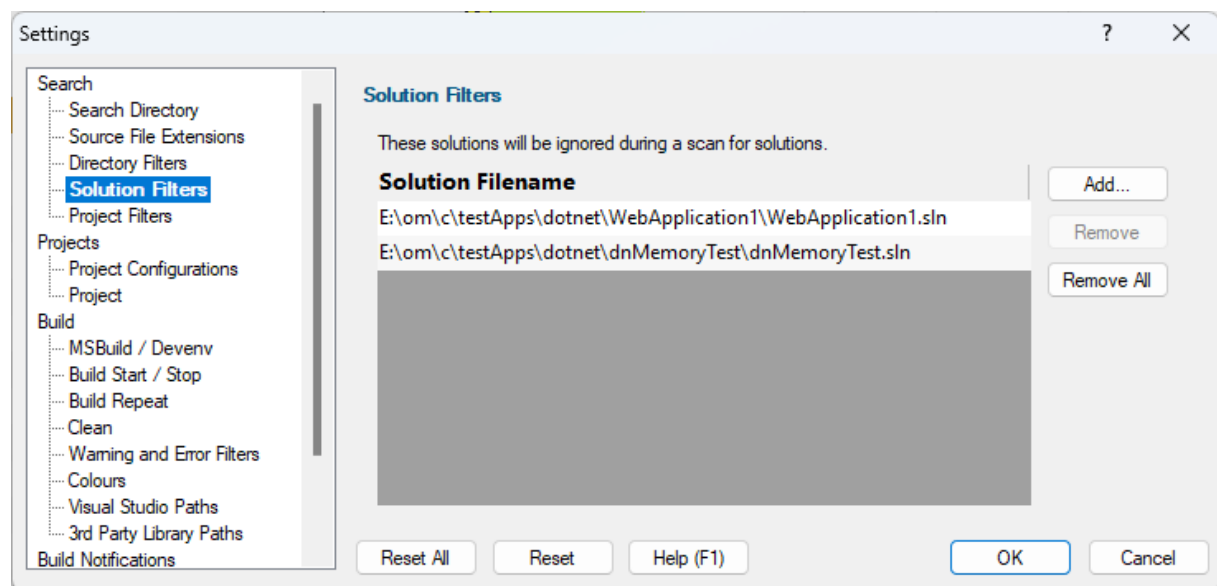 Settings
?
Search
Search Directory
Source File Extensions
Directory Filters
Solution Filters
Project Filters
Projects
Project Configurations
Project
Build
MSBuild / Devenv
Build Start / Stop
Build Repeat
Clean
Warning and Error Filters
Colours
Visual Studio Paths
3rd Party Library Paths
Build Notifications
Solution Filters
These solutions will be ignored during a scan for solutions.
Solution Filename
E:\om\c\testApps\dotnet\WebApplication1\WebApplication1.sln
E:\om\c\testApps\dotnet\dnMemoryTest\dnMemoryTest.sln
Add...
Remove
Remove All
Reset All
Reset
Help (F1)
OK
Cancel